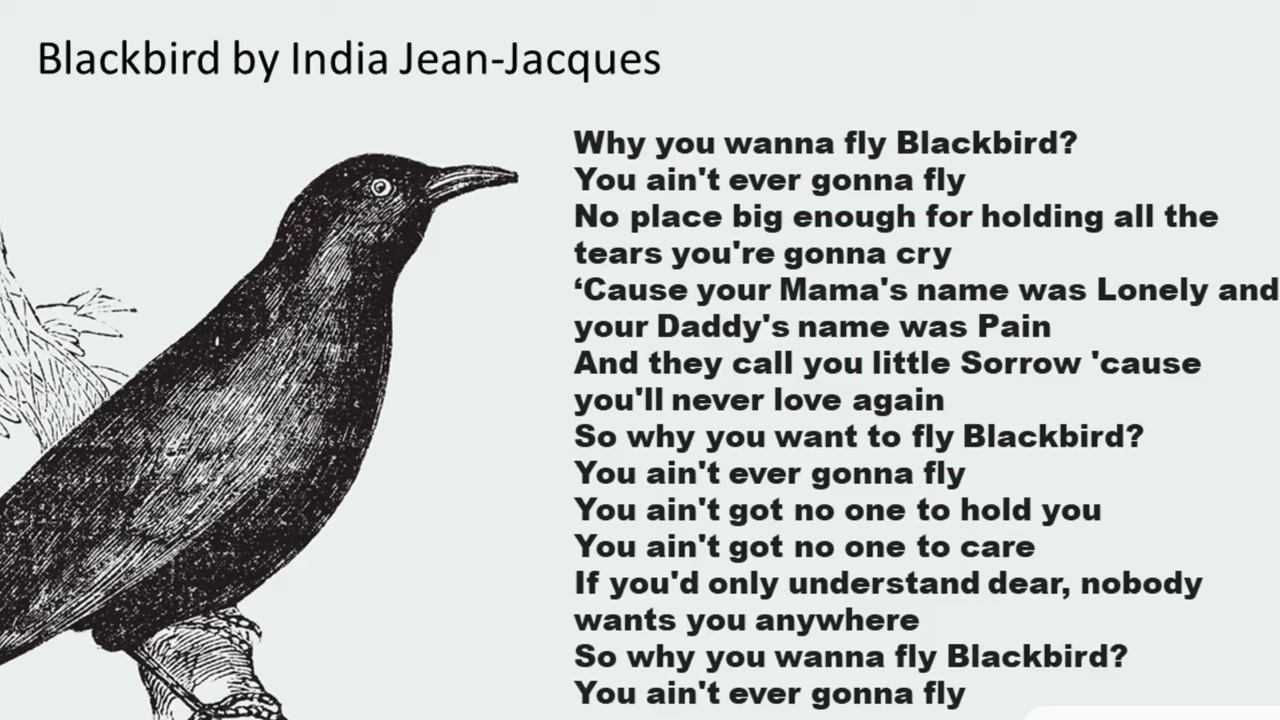 Blackbird by India Jean-Jacques
Why you wanna fly Blackbird?
You ain't ever gonna fly
No place big enough for holding all the
tears you're gonna cry
‘Cause your Mama's name was Lonely and
your Daddy's name was Pain
And they call you little Sorrow 'cause
you'll never love again
So why you want to fly Blackbird?
You ain't ever gonna fly
You ain't got no one to hold you
You ain't got no one to care
If you'd only understand dear, nobody
wants you anywhere
So why you wanna fly Blackbird?
You ain't ever gonna fly